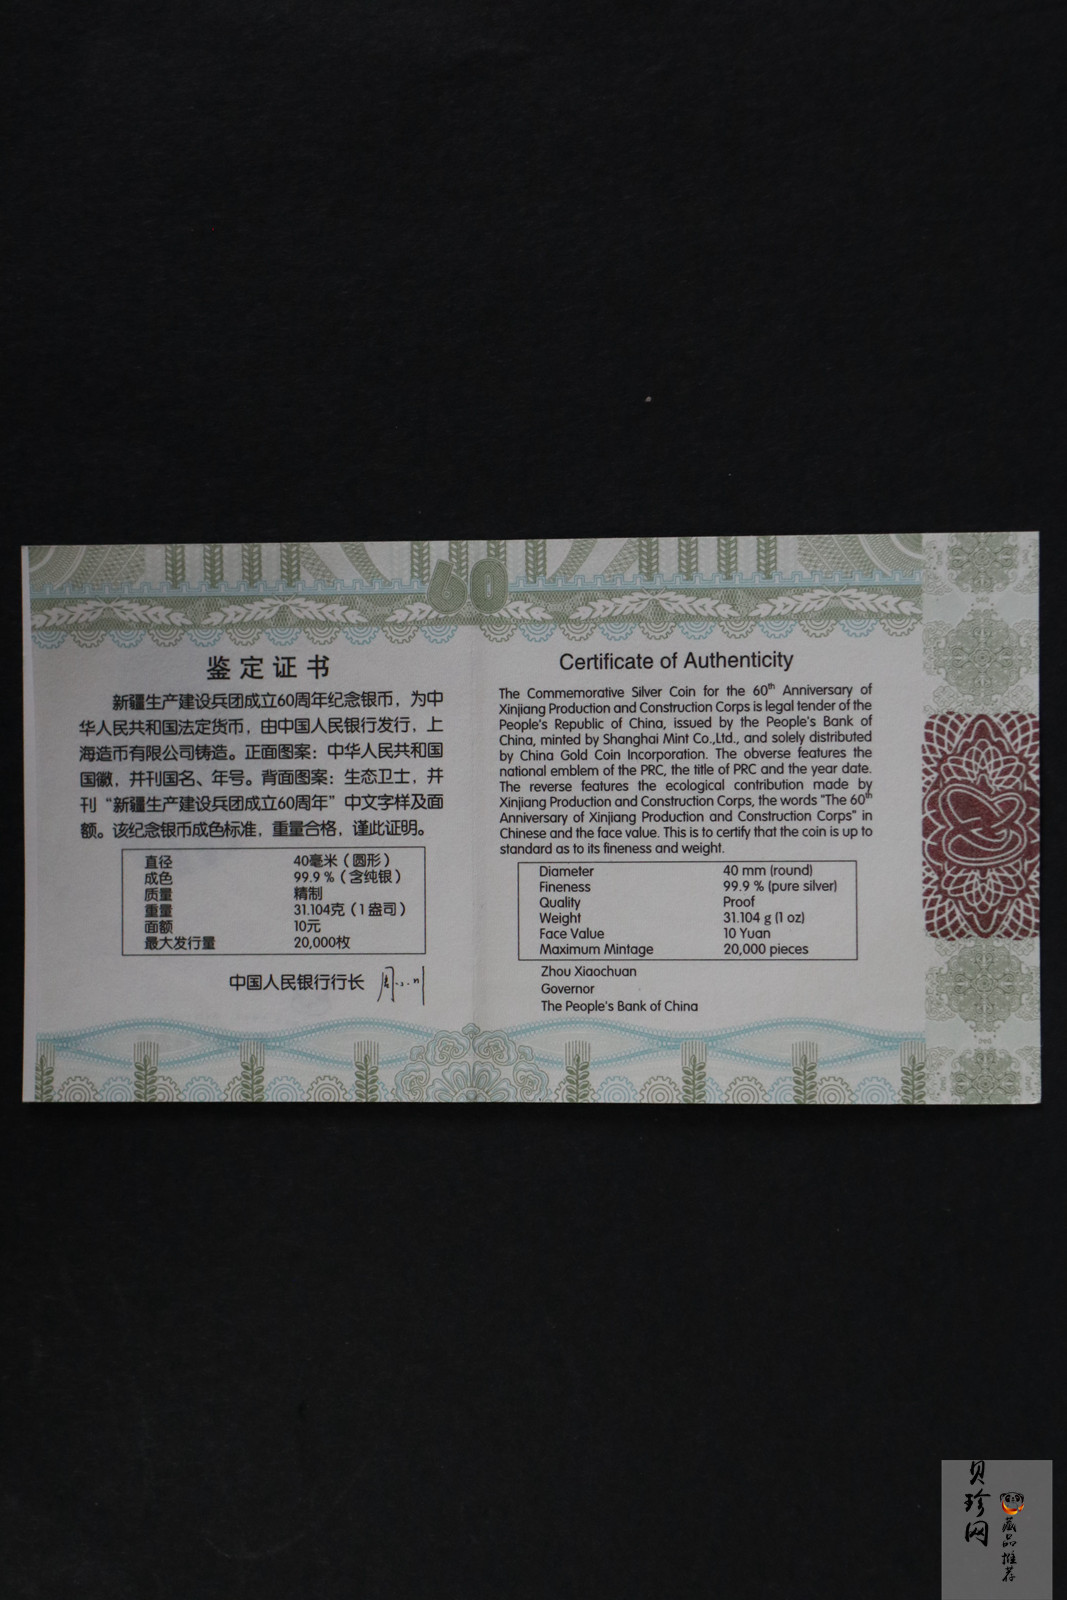 60
鉴定证书
新疆生产建设兵团成立60周年纪念银币，为中
华人民共和国法定货币，由中国人民银行发行，上
海造币有限公司铸造。正面图案：中华人民共和国
国徽，并刊国名、年号。背面图案：生态卫士，并
刊“新疆生产建设兵团成立60周年”中文字样及面
额。该纪念银币成色标准，重量合格，谨此证明。
直径 40毫米（圆形）
成色 99.9%（含纯银）
质量 精制
重量 31.104克（1盎司）
面额 10元
最大发行量 20,000枚
中国人民银行行长
Certificate of Authenticity
The Commemorative Silver Coin for the 60th Anniversary of
Xinjiang Production and Construction Corps is legal tender of the
People's Republic of China, issued by the People's Bank of
China, minted by Shanghai Mint Co.,Ltd., and solely distributed
by China Gold Coin Incorporation. The obverse features the
national emblem of the PRC, the title of PRC and the year date.
The reverse features the ecological contribution made by
Xinjiang Production and Construction Corps, the words "The 60th
Anniversary of Xinjiang Production and Construction Corps" in
Chinese and the face value. This is to certify that the coin is up to
standard as to its fineness and weight.
Diameter 40 mm (round)
Fineness 99.9 % (pure silver)
Quality Proof
Weight 31.104 g (1 oz)
Face Value 10 Yuan
Maximum Mintage 20,000 pieces
Zhou Xiaochuan
Governor
The People's Bank of China
贝珍网
藏品推荐